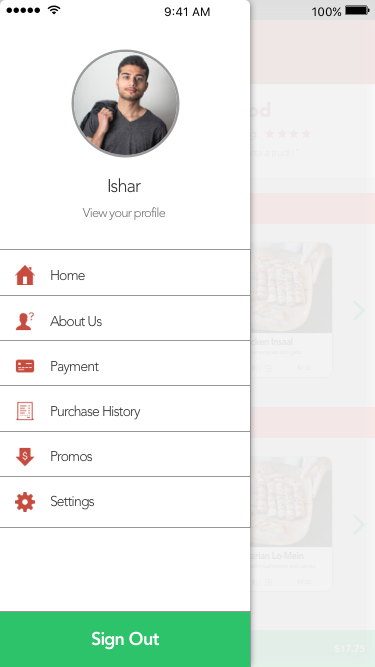 9:41 AM
100%
Ishar
View your profile
Home
About Us
?
Payment
Purchase History
$
Promos
Settings
Sign Out